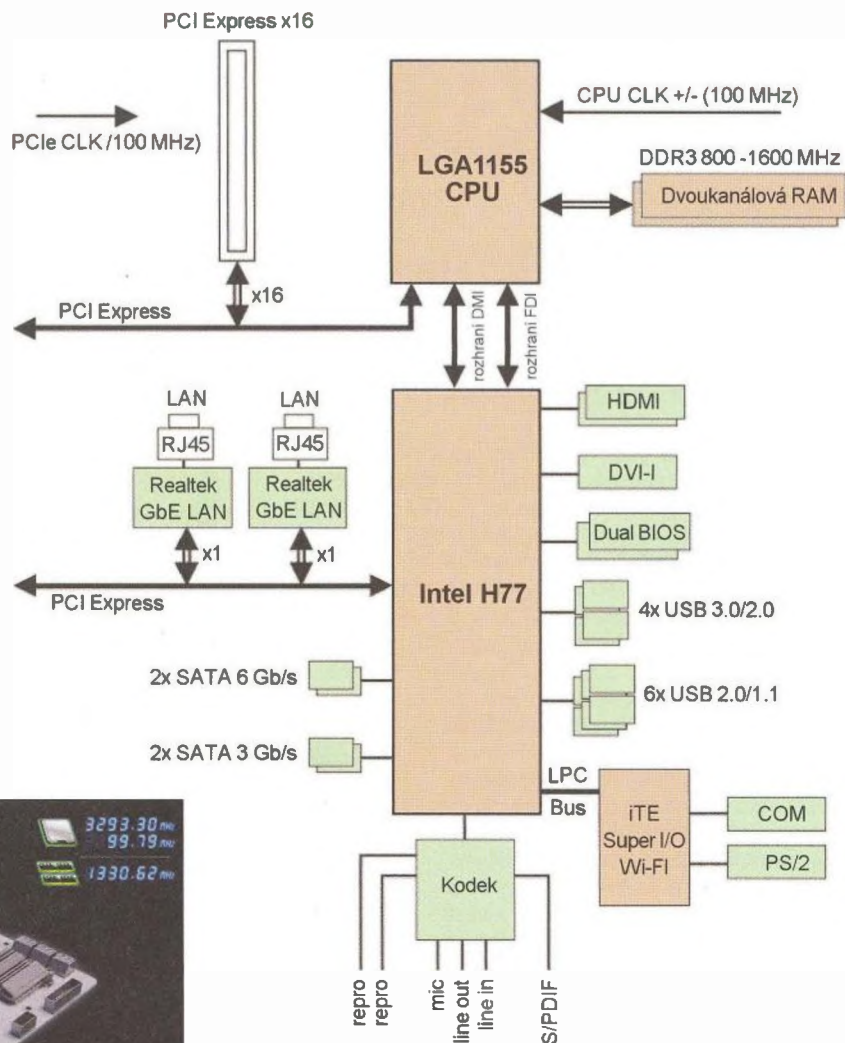 PCI Express x16
PCIe CLK /100 MHz)
CPU CLK +/- (100 MHz)
LGA1155
CPU
DDR3 800 -1600 MHz
Dvoukanálová RAM
x16
PCI Express
rozhraní DMI
rozhraní FDI
LAN
LAN
RJ45
RJ45
Realtek
GbE LAN
Realtek
GbE LAN
x1
x1
PCI Express
Intel H77
HDMI
DVI-I
Dual BIOS
4x USB 3.0/2.0
6x USB 2.0/1.1
2x SATA 6 Gb/s
2x SATA 3 Gb/s
LPC
Bus
iTE
Super I/O
Wi-FI
COM
PS/2
Kodek
repro
repro
mic
line out
line in
S/PDIF
3293.30 MHz
99.79 MHz
1330.62 MHz